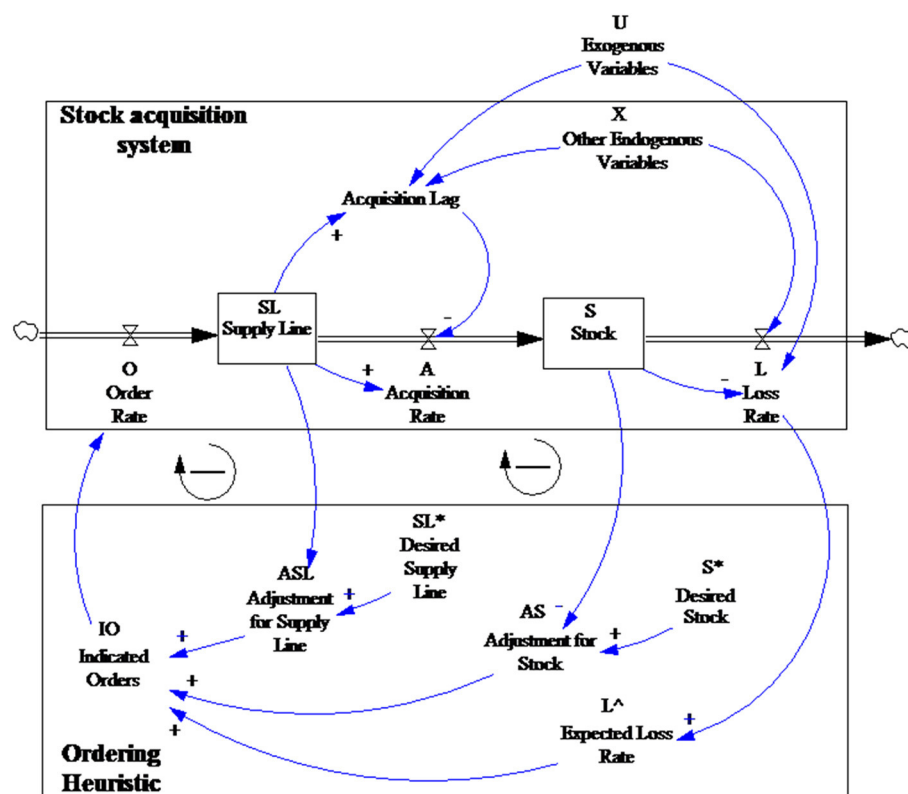 U
Exogenous
Variables
Stock acquisition
system
X
Other Endogenous
Variables
Acquisition Lag
+
SL
Supply Line
-
S
Stock
O
Order
Rate
+
A
Acquisition
Rate
-
L
Loss
Rate
SL*
Desired
Supply
Line
ASL
Adjustment
for Supply
Line
+
S*
Desired
Stock
AS
-
Adjustment for
Stock
+
IO
Indicated
Orders
+
+
+
L^
Expected Loss
Rate
+
Ordering
Heuristic